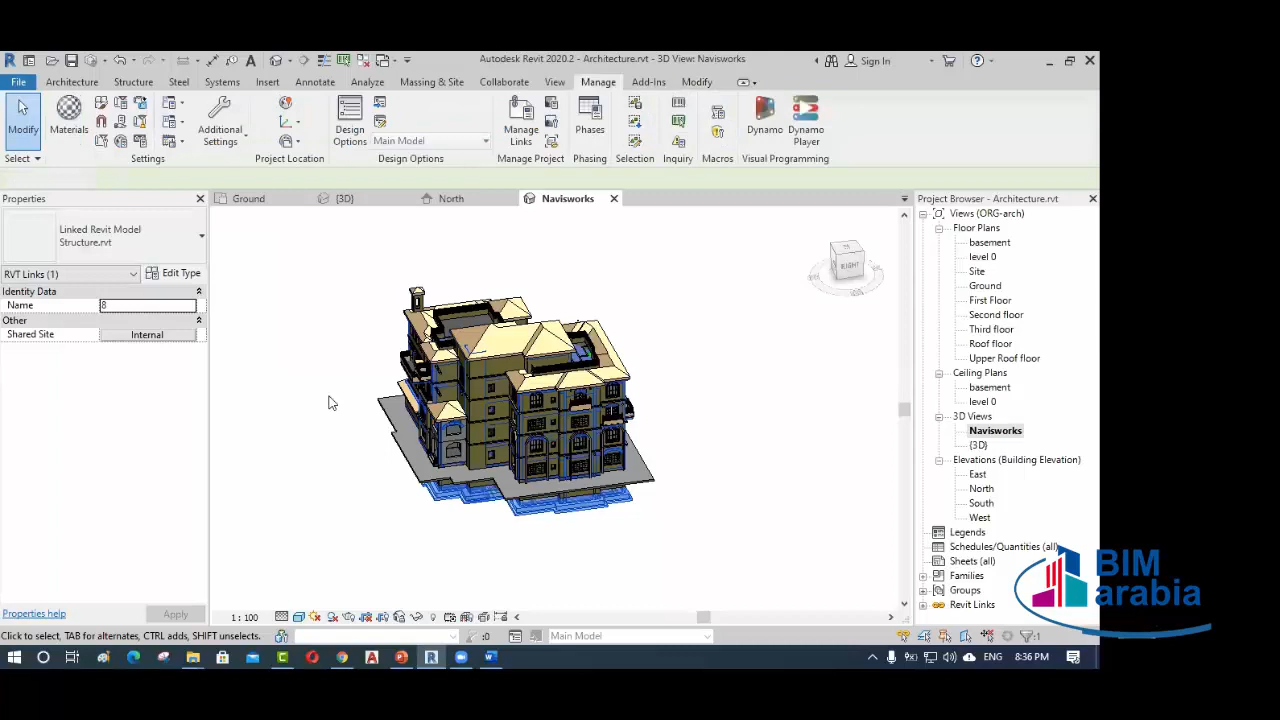 Autodesk Revit 2020.2 - Architecture.rvt - 3D View: Navisworks
Sign In
File Architecture Structure Steel Systems Insert Annotate Analyze Massing & Site Collaborate View Manage Add-Ins Modify
Modify
Materials
Additional
Settings
Design
Options
Main Model
Manage
Links
Phases
Dynamo
Dynamo
Player
Select
Settings
Project Location
Design Options
Manage Project
Phasing
Selection
Inquiry
Macros
Visual Programming
Properties
Linked Revit Model
Structure.rvt
RVT Links (1)
Edit Type
Identity Data
Name 8
Other
Shared Site Internal
Properties help
Apply
Ground
{3D}
North
Navisworks
RIGHT
Project Browser - Architecture.rvt
Views (ORG-arch)
Floor Plans
basement
level 0
Site
Ground
First Floor
Second floor
Third floor
Roof floor
Upper Roof floor
Ceiling Plans
basement
level 0
3D Views
Navisworks
{3D}
Elevations (Building Elevation)
East
North
South
West
Legends
Schedules/Quantities (all)
Sheets (all)
Families
Groups
Revit Links
BIM
arabia
1 : 100
Click to select, TAB for alternates, CTRL adds, SHIFT unselects.
:0
Main Model
:1
ENG
8:36 PM